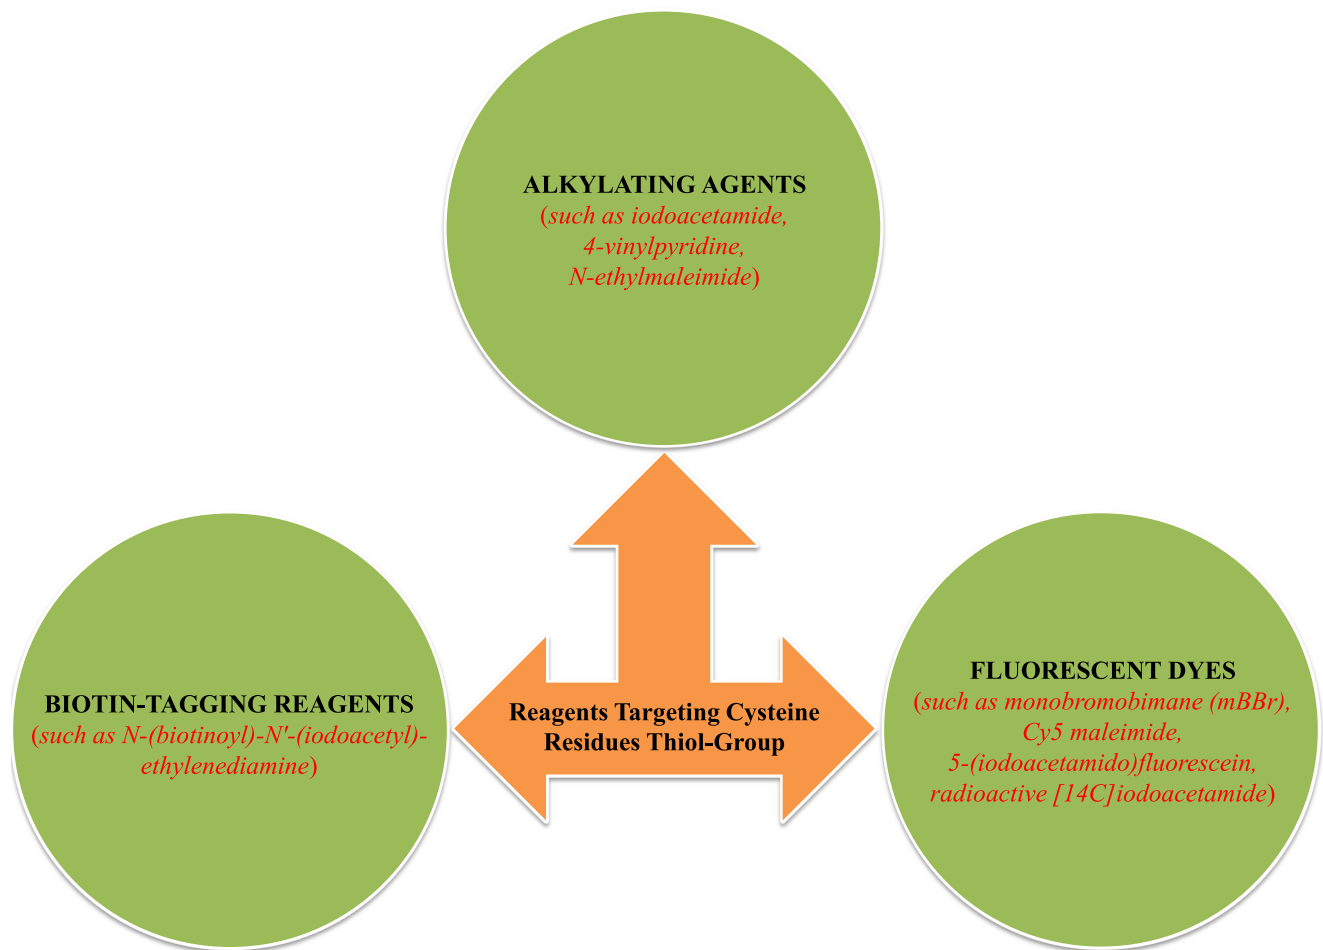 ALKYLATING AGENTS
(such as iodoacetamide,
4-vinylpyridine,
N-ethylmaleimide)
BIOTIN-TAGGING REAGENTS
(such as N-(biotinoyl)-N'-(iodoacetyl)-
ethylenediamine)
Reagents Targeting Cysteine
Residues Thiol-Group
FLUORESCENT DYES
(such as monobromobimane (mBBr),
Cy5 maleimide,
5-(iodoacetamido)fluorescein,
radioactive [14C]iodoacetamide)